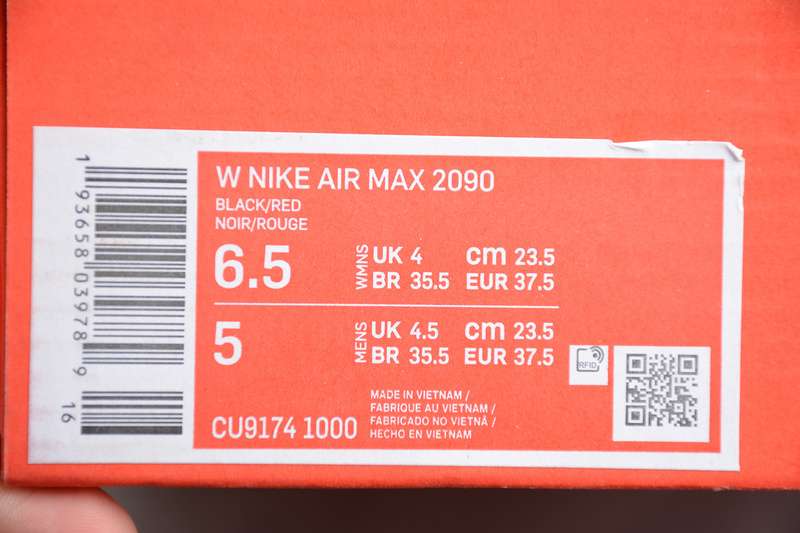 W NIKE AIR MAX 2090
BLACK/RED
NOIR/ROUGE
6.5
WMNS
UK 4 cm 23.5
BR 35.5 EUR 37.5
5
MENS
UK 4.5 cm 23.5
BR 35.5 EUR 37.5
RFID
CU9174 1000
MADE IN VIETNAM /
FABRIQUE AU VIETNAM /
FABRICADO NO VIETNÃ /
HECHO EN VIETNAM
1 93658 03978 9
16